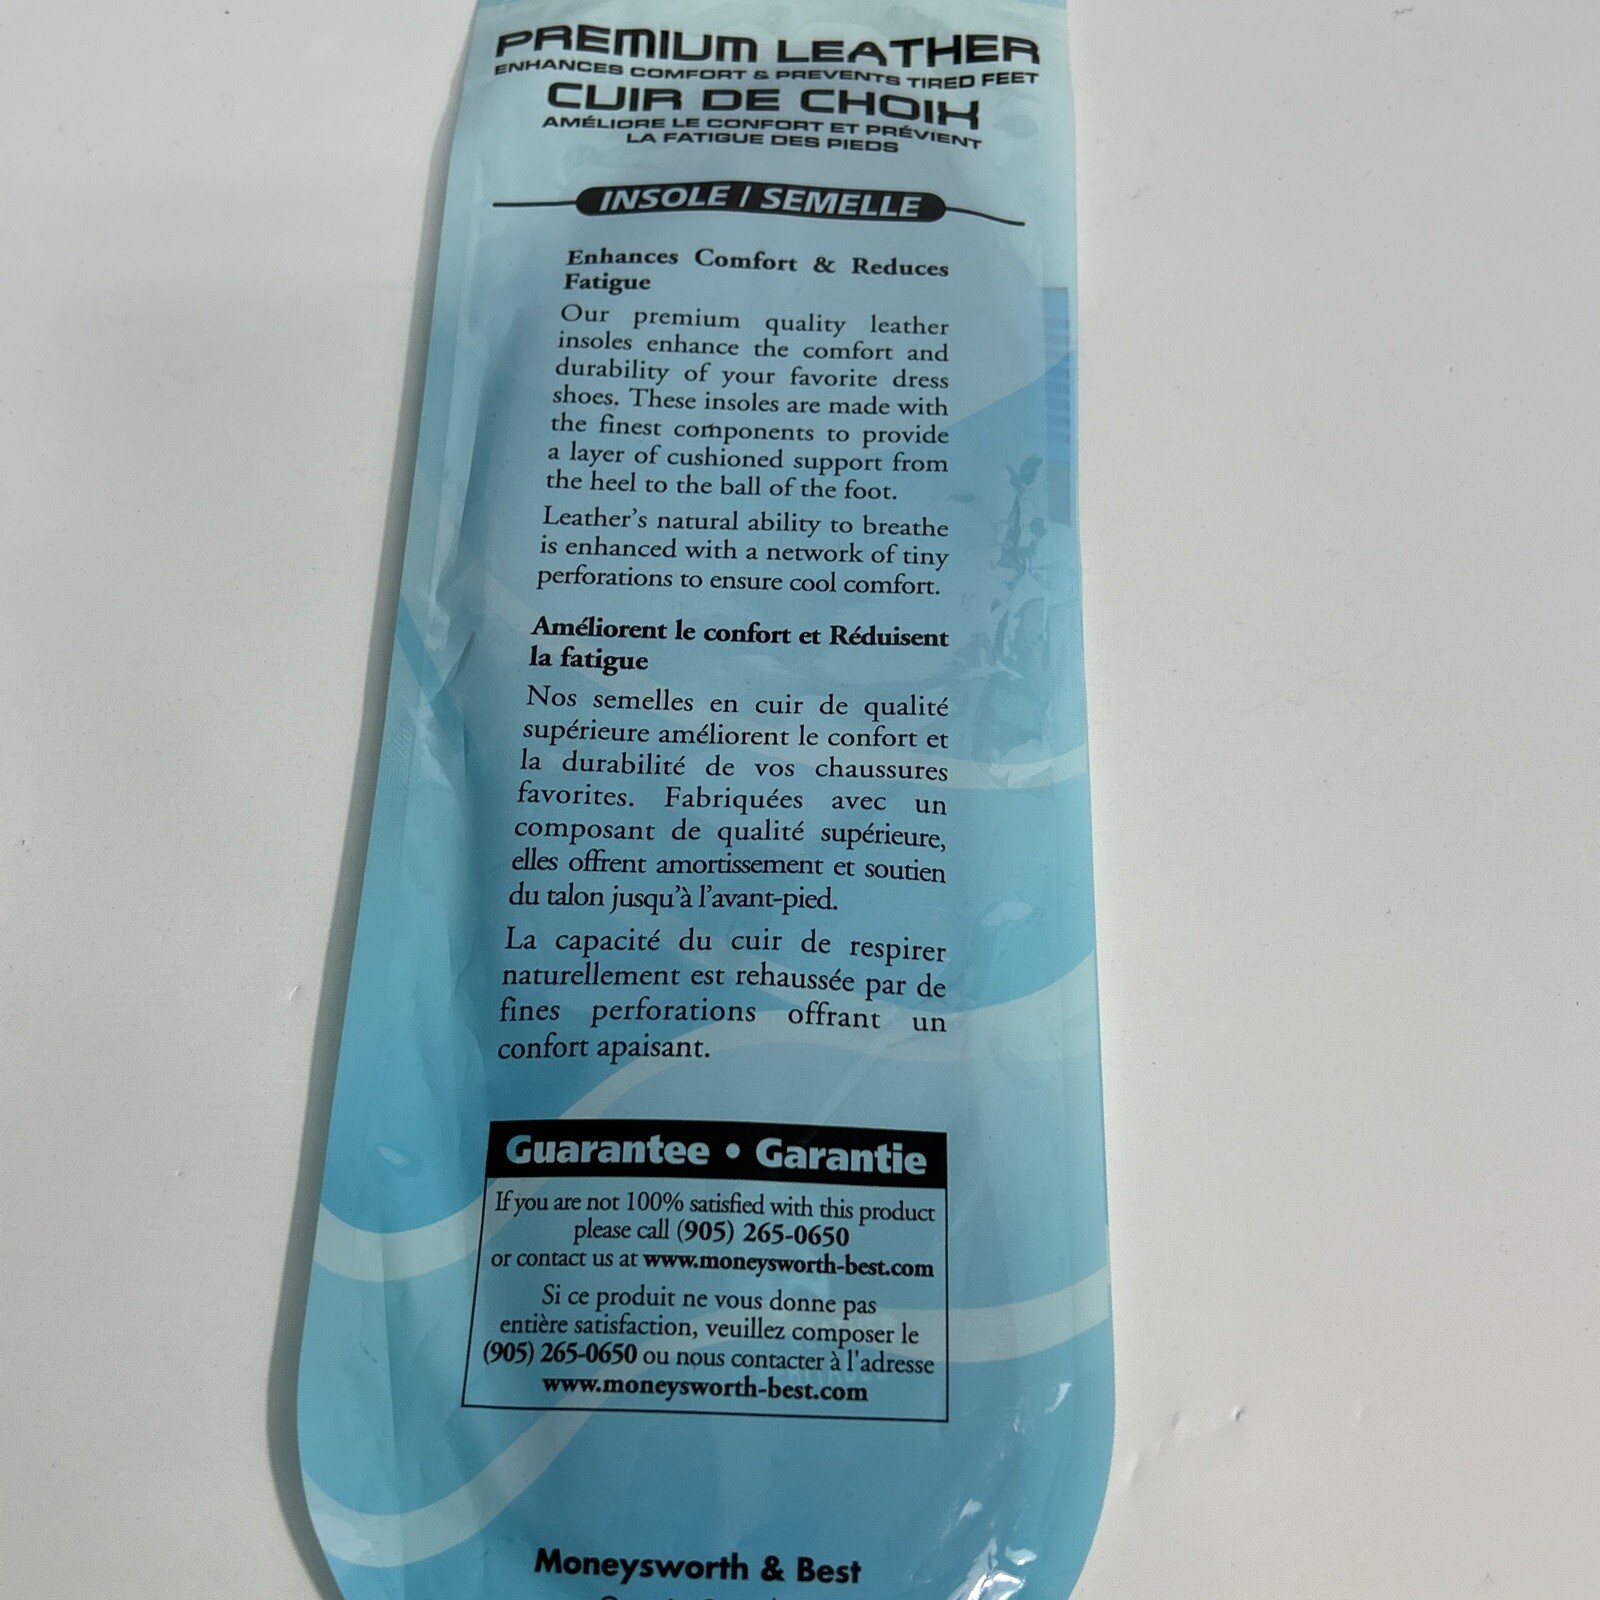 PREMIUM LEATHER
ENHANCES COMFORT & PREVENTS TIRED FEET
CUIR DE CHOIX
AMÉLIORE LE CONFORT ET PRÉVIENT
LA FATIGUE DES PIEDS
INSOLE / SEMELLE
Enhances Comfort & Reduces
Fatigue
Our premium quality leather
insoles enhance the comfort and
durability of your favorite dress
shoes. These insoles are made with
the finest components to provide
a layer of cushioned support from
the heel to the ball of the foot.
Leather's natural ability to breathe
is enhanced with a network of tiny
perforations to ensure cool comfort.
Améliorent le confort et Réduisent
la fatigue
Nos semelles en cuir de qualité
supérieure améliorent le confort et
la durabilité de vos chaussures
favorites. Fabriquées avec un
composant de qualité supérieure,
elles offrent amortissement et soutien
du talon jusqu'à l'avant-pied.
La capacité du cuir de respirer
naturellement est rehaussée par de
fines perforations offrant un
confort apaisant.
Guarantee • Garantie
If you are not 100% satisfied with this product
please call (905) 265-0650
or contact us at www.moneysworth-best.com
Si ce produit ne vous donne pas
entière satisfaction, veuillez composer le
(905) 265-0650 ou nous contacter à l'adresse
www.moneysworth-best.com
Moneysworth & Best